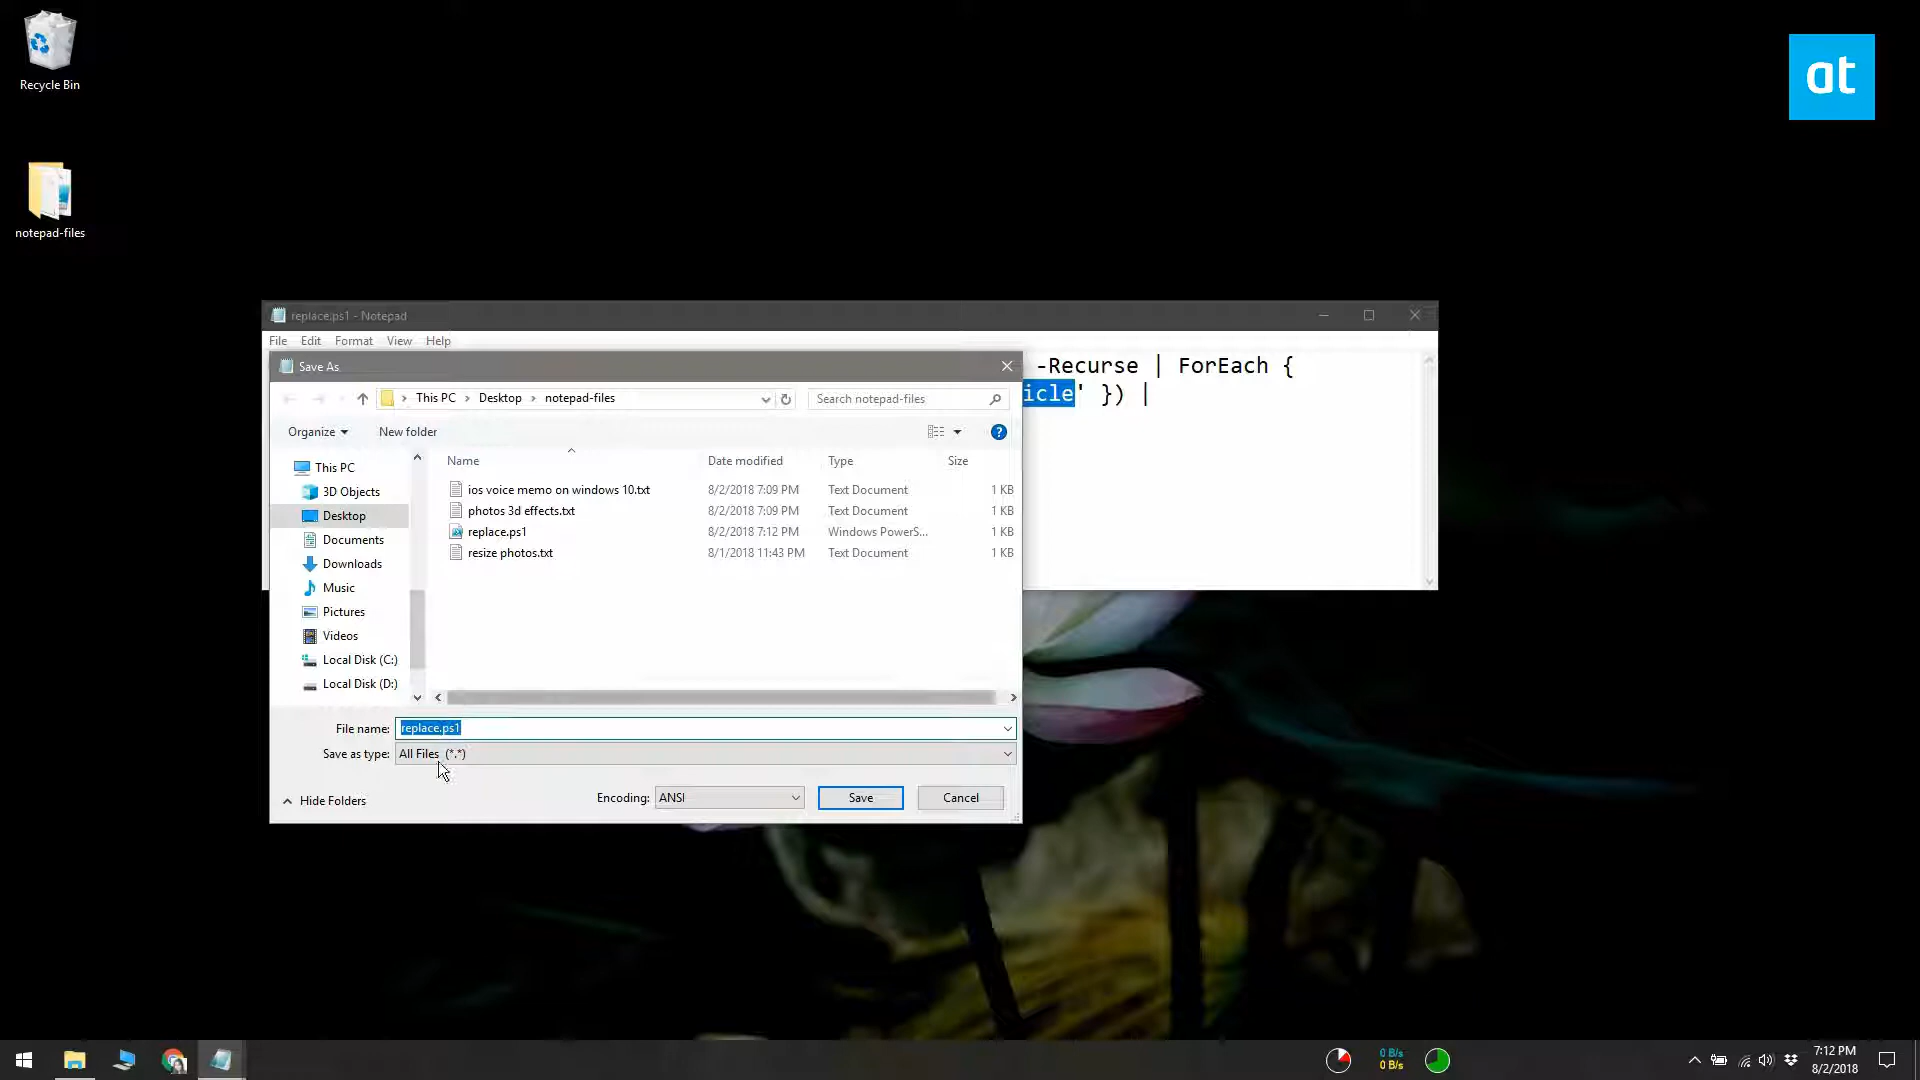 Recycle Bin
at
notepad-files
replace.ps1 - Notepad
File Edit Format View Help
-Recurse | ForEach {
icle' }) |
Save As
This PC > Desktop > notepad-files
Search notepad-files
Organize New folder
?
Name Date modified Type Size
ios voice memo on windows 10.txt 8/2/2018 7:09 PM Text Document 1 KB
photos 3d effects.txt 8/2/2018 7:09 PM Text Document 1 KB
replace.ps1 8/2/2018 7:12 PM Windows PowerS... 1 KB
resize photos.txt 8/1/2018 11:43 PM Text Document 1 KB
This PC
3D Objects
Desktop
Documents
Downloads
Music
Pictures
Videos
Local Disk (C:)
Local Disk (D:)
File name: replace.ps1
Save as type: All Files (*.*)
Hide Folders
Encoding: ANSI
Save
Cancel
0 B/s
0 B/s
7:12 PM
8/2/2018